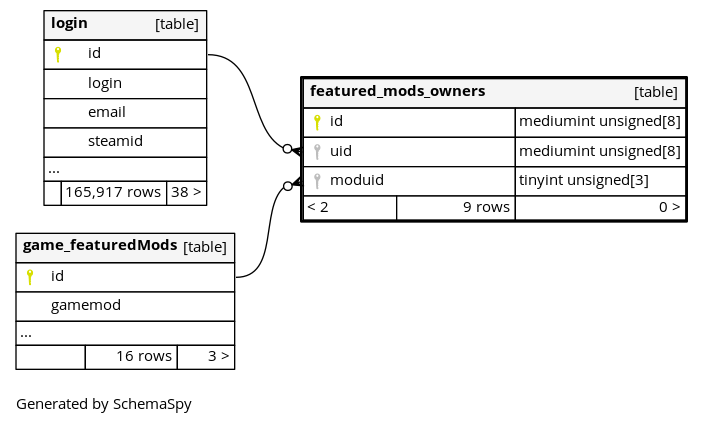 login [table]
id
login
email
steamid
...
165,917 rows 38 >
featured_mods_owners [table]
id mediumint unsigned[8]
uid mediumint unsigned[8]
moduid tinyint unsigned[3]
< 2 9 rows 0 >
game_featuredMods [table]
id
gamemod
...
16 rows 3 >
Generated by SchemaSpy